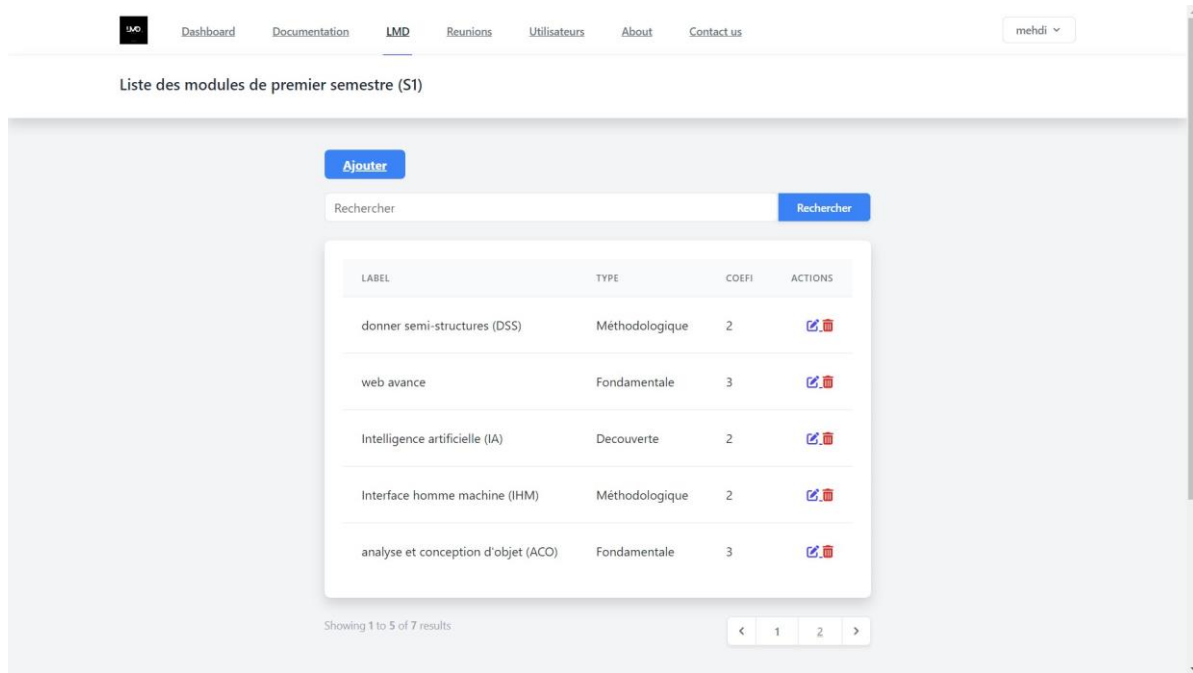 LMD Dashboard Documentation LMD Reunions Utilisateurs About Contact us mehdi
Liste des modules de premier semestre (S1)
Ajouter
Rechercher Rechercher
LABEL TYPE COEFI ACTIONS
donner semi-structures (DSS) Méthodologique 2
web avance Fondamentale 3
Intelligence artificielle (IA) Decouverte 2
Interface homme machine (IHM) Méthodologique 2
analyse et conception d'objet (ACO) Fondamentale 3
Showing 1 to 5 of 7 results 1 2